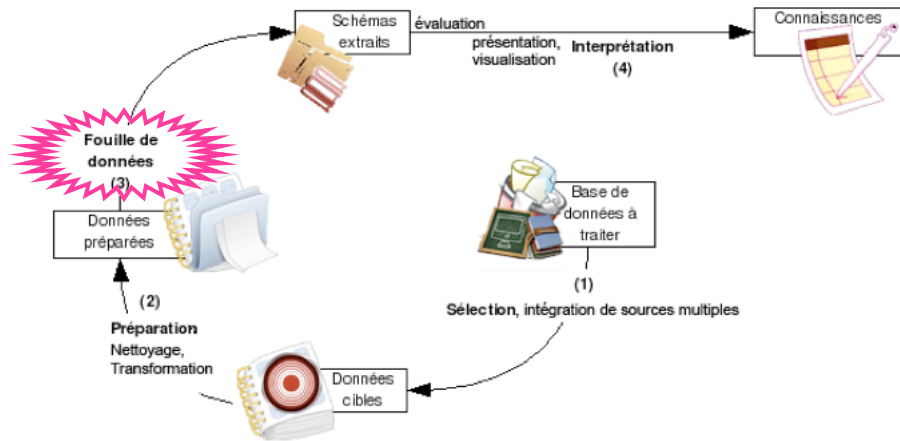 Schémas
extraits
évaluation
présentation,
visualisation
Interprétation
(4)
Connaissances
Fouille de
données
(3)
Données
préparées
Base de
données à
traiter
(1)
Sélection, intégration de sources multiples
(2)
Préparation
Nettoyage,
Transformation
Données
cibles